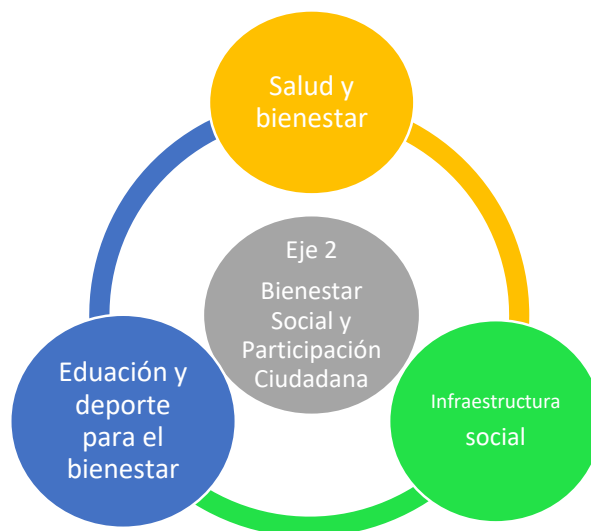 Salud y
bienestar
Eje 2
Bienestar
Social y
Participación
Ciudadana
Eduación y
deporte
para el
bienestar
Infraestructura
social